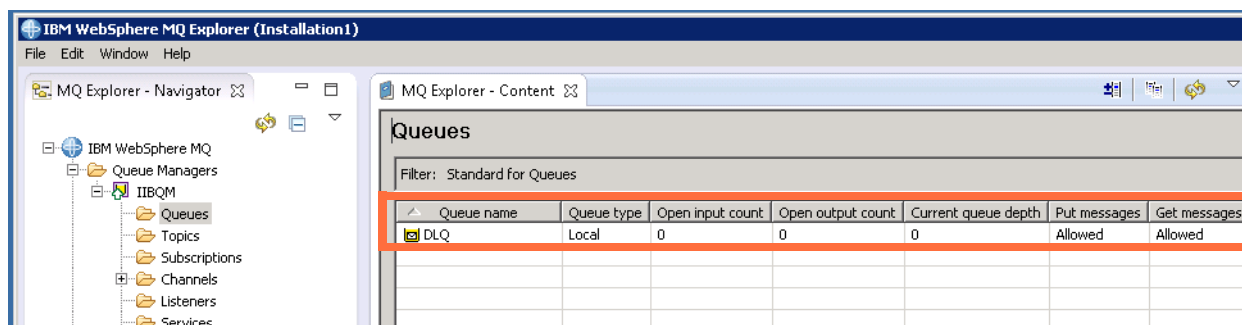 IBM WebSphere MQ Explorer (Installation1)
File Edit Window Help
MQ Explorer - Navigator
MQ Explorer - Content
IBM WebSphere MQ
Queue Managers
IIBQM
Queues
Topics
Subscriptions
Channels
Listeners
Services
Queues
Filter: Standard for Queues
Queue name Queue type Open input count Open output count Current queue depth Put messages Get messages
DLQ Local 0 0 0 Allowed Allowed